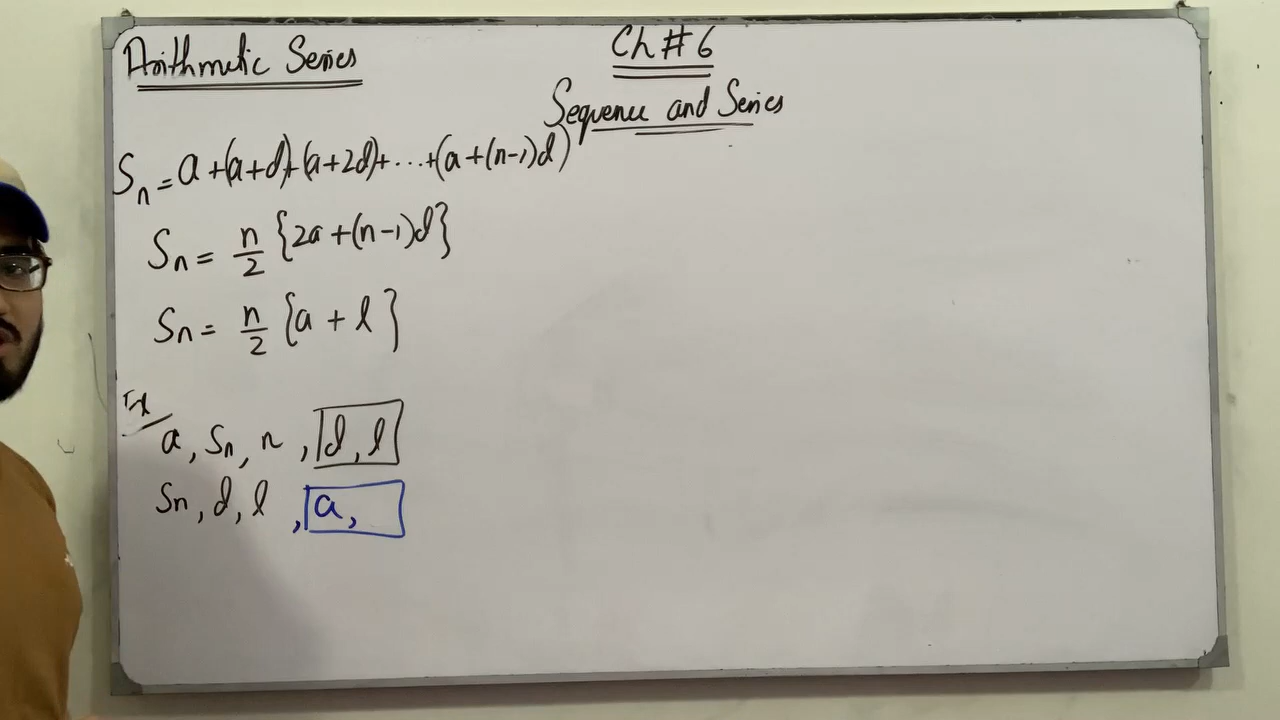 Ch # 6
Sequence and Series
Arithmetic Series
Sn = a + (a+d) + (a+2d) + ... + (a+(n-1)d)
Sn = n/2 {2a + (n-1)d}
Sn = n/2 {a + l}
Ex
a, Sn, n, d, l
Sn, d, l, a,